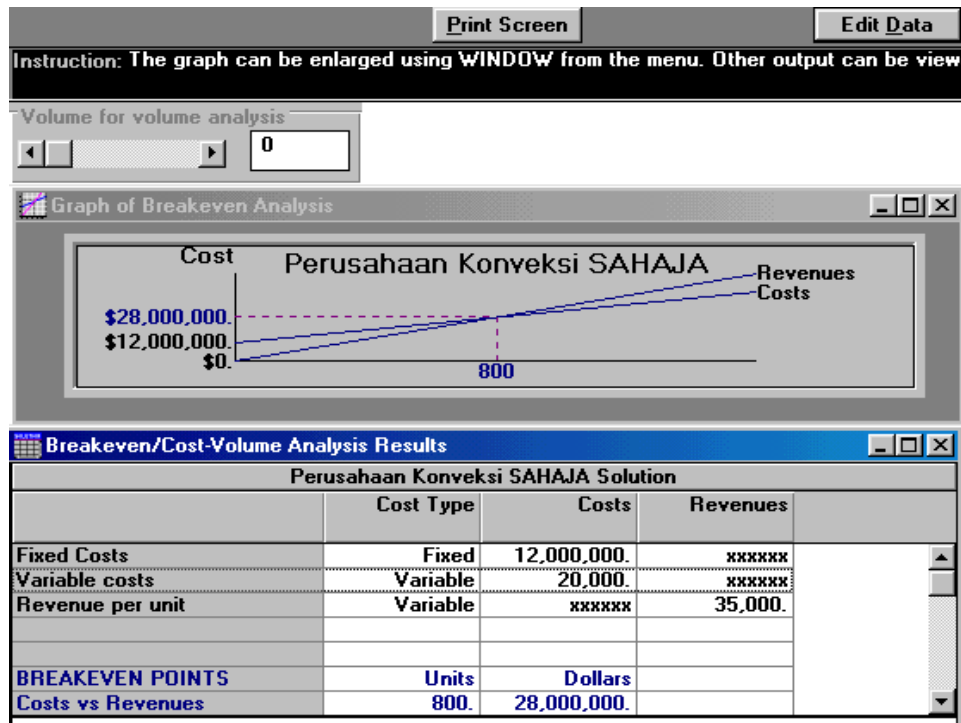 Print Screen
Edit Data
Instruction: The graph can be enlarged using WINDOW from the menu. Other output can be view
Volume for volume analysis
0
Graph of Breakeven Analysis
Cost
Perusahaan Konveksi SAHAJA
Revenues
Costs
$28,000,000.
$12,000,000.
$0.
800
Breakeven/Cost-Volume Analysis Results
Perusahaan Konveksi SAHAJA Solution
Cost Type Costs Revenues
Fixed Costs Fixed 12,000,000. xxxxxx
Variable costs Variable 20,000. xxxxxx
Revenue per unit Variable xxxxxx 35,000.
BREAKEVEN POINTS Units Dollars
Costs vs Revenues 800. 28,000,000.